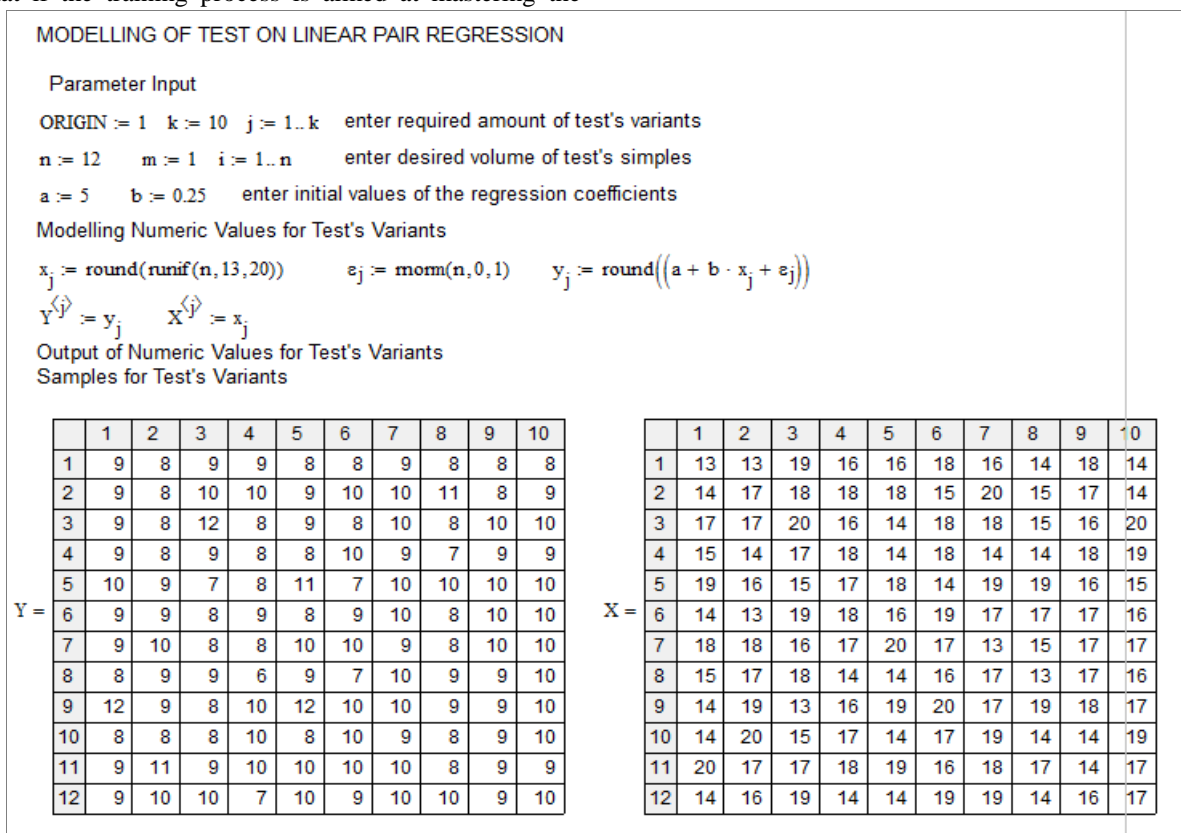 at if the training process is aimed at mastering the
MODELLING OF TEST ON LINEAR PAIR REGRESSION
Parameter Input
ORIGIN := 1 k := 10 j := 1.. k enter required amount of test's variants
n := 12 m := 1 i := 1.. n enter desired volume of test's simples
a := 5 b := 0.25 enter initial values of the regression coefficients
Modelling Numeric Values for Test's Variants
x_j := round(runif(n,13,20)) ε_j := rnorm(n,0,1) y_j := round((a + b · x_j + ε_j))
Y^⟨j⟩ := y_j X^⟨j⟩ := x_j
Output of Numeric Values for Test's Variants
Samples for Test's Variants
Y =
1 2 3 4 5 6 7 8 9 10
1 9 8 9 9 8 8 9 8 8 8
2 9 8 10 10 9 10 10 11 8 9
3 9 8 12 8 9 8 10 8 10 10
4 9 8 9 8 8 10 9 7 9 9
5 10 9 7 8 11 7 10 10 10 10
6 9 9 8 9 8 9 10 8 10 10
7 9 10 8 8 10 10 9 8 10 10
8 8 9 9 6 9 7 10 9 9 10
9 12 9 8 10 12 10 10 9 9 10
10 8 8 8 10 8 10 9 8 9 10
11 9 11 9 10 10 10 10 8 9 9
12 9 10 10 7 10 9 10 10 9 10
X =
1 2 3 4 5 6 7 8 9 10
1 13 13 19 16 16 18 16 14 18 14
2 14 17 18 18 18 15 20 15 17 14
3 17 17 20 16 14 18 18 15 16 20
4 15 14 17 18 14 18 14 14 18 19
5 19 16 15 17 18 14 19 19 16 15
6 14 13 19 18 16 19 17 17 17 16
7 18 18 16 17 20 17 13 15 17 17
8 15 17 18 14 14 16 17 13 17 16
9 14 19 13 16 19 20 17 19 18 17
10 14 20 15 17 14 17 19 14 14 19
11 20 17 17 18 19 16 18 17 14 17
12 14 16 19 14 14 19 19 14 16 17